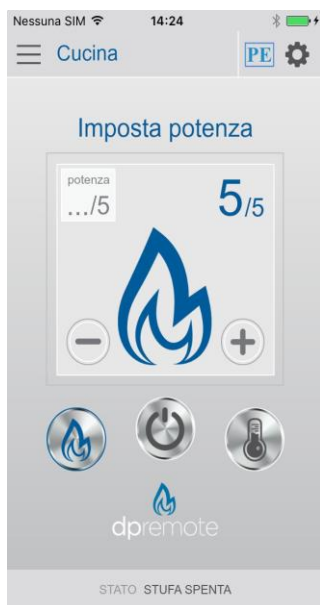 Nessuna SIM 14:24
Cucina PE
Imposta potenza
potenza
.../5
5/5
dpremote
STATO STUFA SPENTA